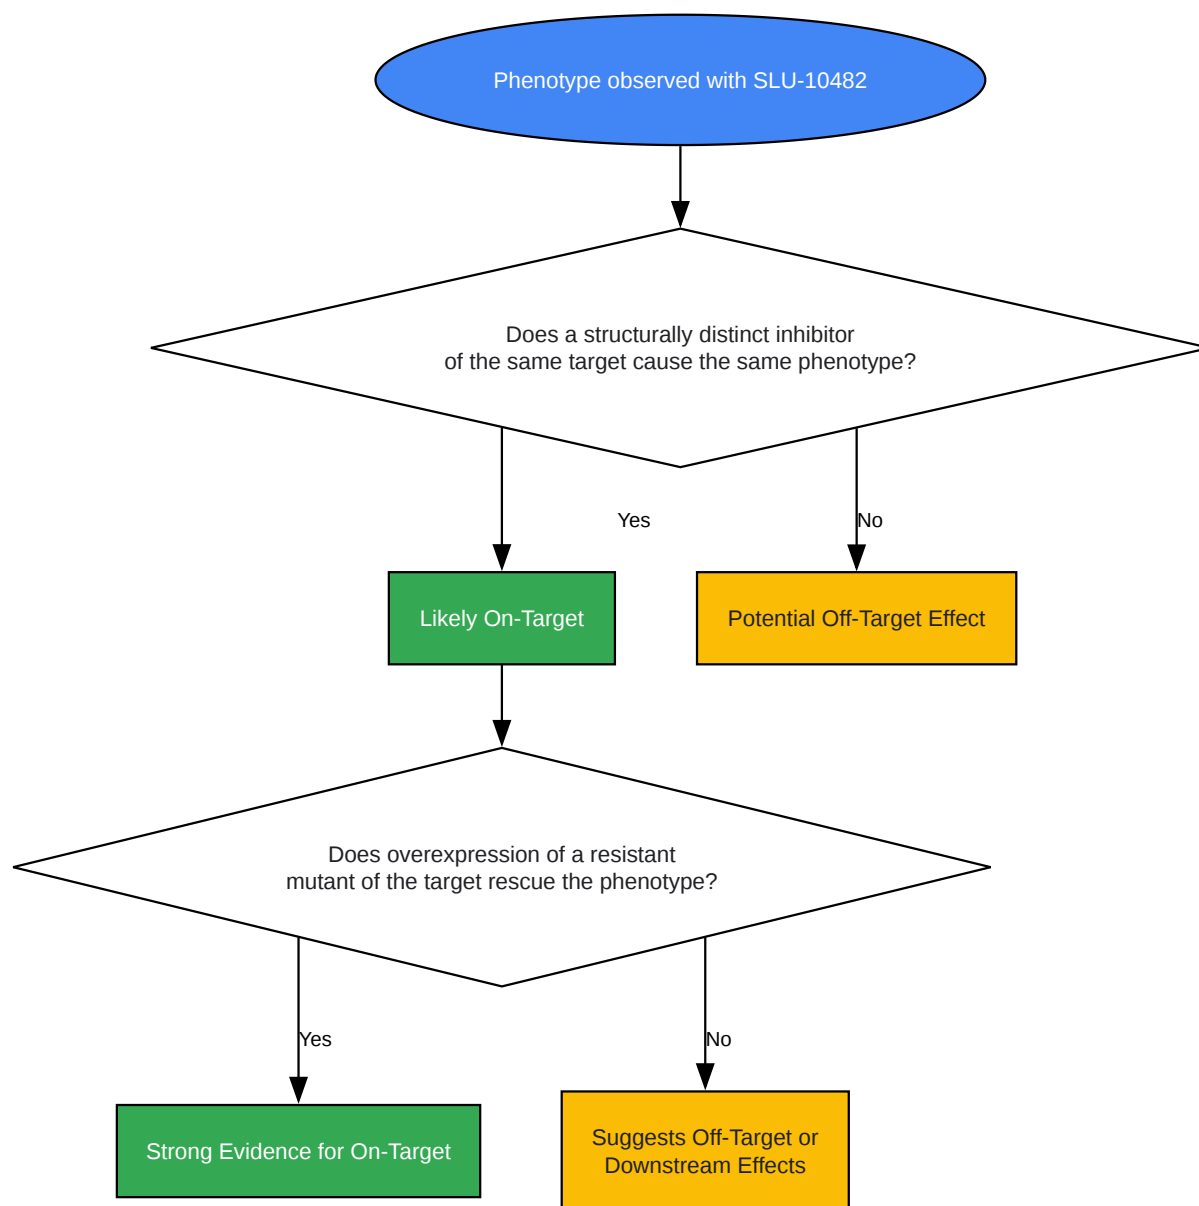 Phenotype observed with SLU-10482
Does a structurally distinct inhibitor
of the same target cause the same phenotype?
Yes
No
Likely On-Target
Potential Off-Target Effect
Does overexpression of a resistant
mutant of the target rescue the phenotype?
Yes
No
Strong Evidence for On-Target
Suggests Off-Target or
Downstream Effects